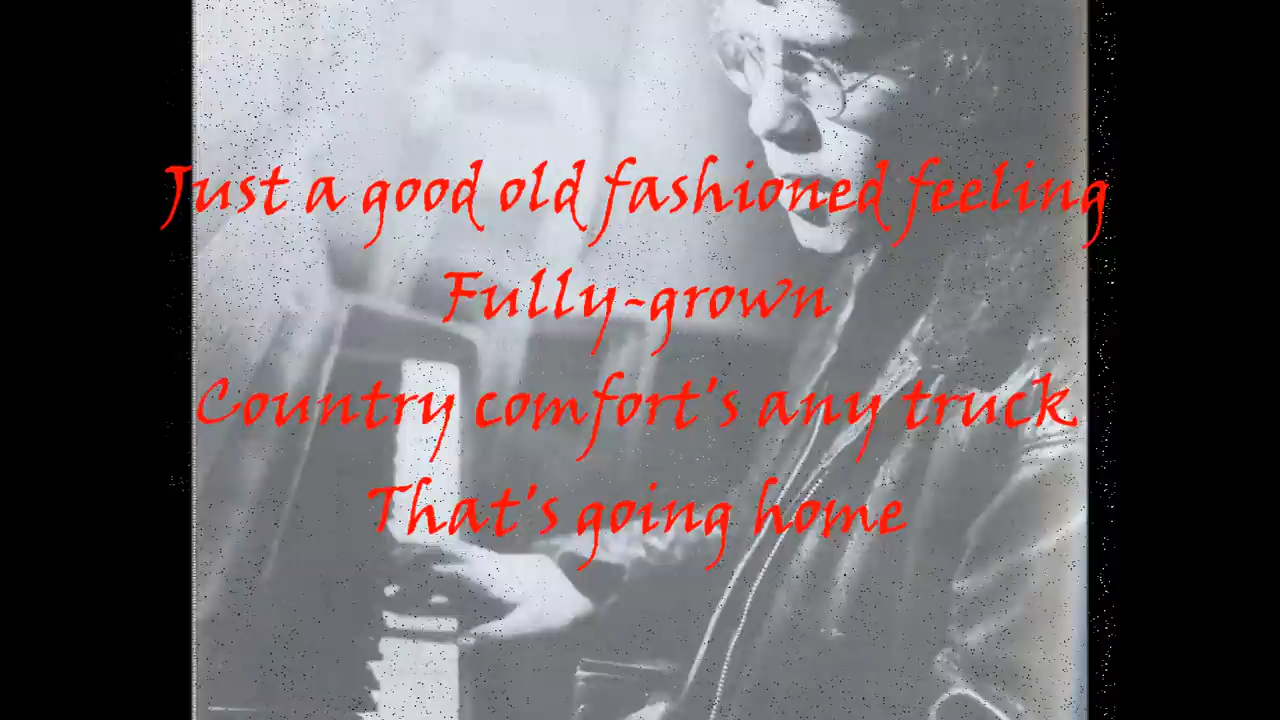 Just a good old fashioned feeling
Fully-grown
Country comfort's any truck
That's going home